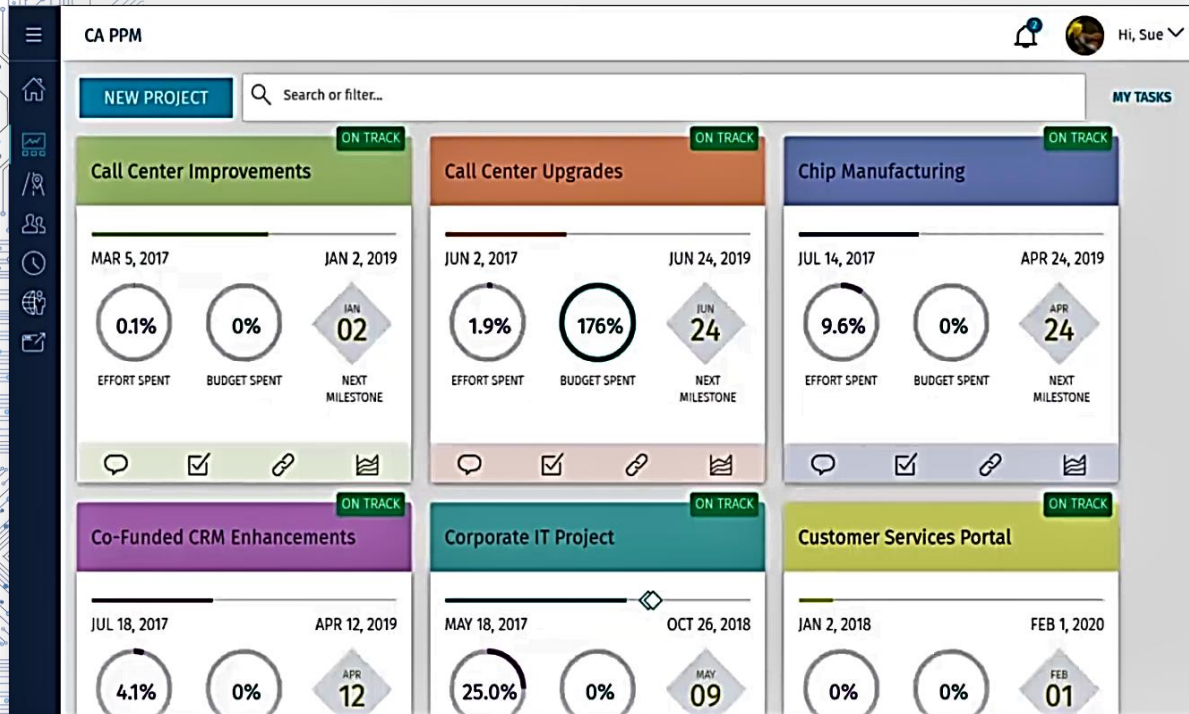 CA PPM
2
Hi, Sue
NEW PROJECT
Search or filter...
MY TASKS
ON TRACK
Call Center Improvements
MAR 5, 2017
JAN 2, 2019
0.1%
0%
JAN
02
EFFORT SPENT
BUDGET SPENT
NEXT
MILESTONE
ON TRACK
Call Center Upgrades
JUN 2, 2017
JUN 24, 2019
1.9%
176%
JUN
24
EFFORT SPENT
BUDGET SPENT
NEXT
MILESTONE
ON TRACK
Chip Manufacturing
JUL 14, 2017
APR 24, 2019
9.6%
0%
APR
24
EFFORT SPENT
BUDGET SPENT
NEXT
MILESTONE
ON TRACK
Co-Funded CRM Enhancements
JUL 18, 2017
APR 12, 2019
4.1%
0%
APR
12
ON TRACK
Corporate IT Project
MAY 18, 2017
OCT 26, 2018
25.0%
0%
MAY
09
ON TRACK
Customer Services Portal
JAN 2, 2018
FEB 1, 2020
0%
0%
FEB
01